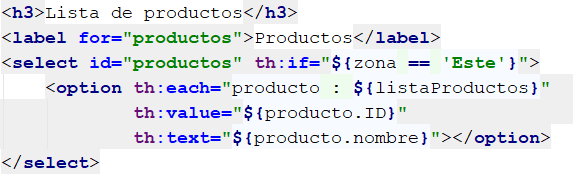 <h3>Lista de productos</h3>
<label for="productos">Productos</label>
<select id="productos" th:if="${zona == 'Este'}">
    <option th:each="producto : ${listaProductos}"
            th:value="${producto.ID}"
            th:text="${producto.nombre}"></option>
</select>